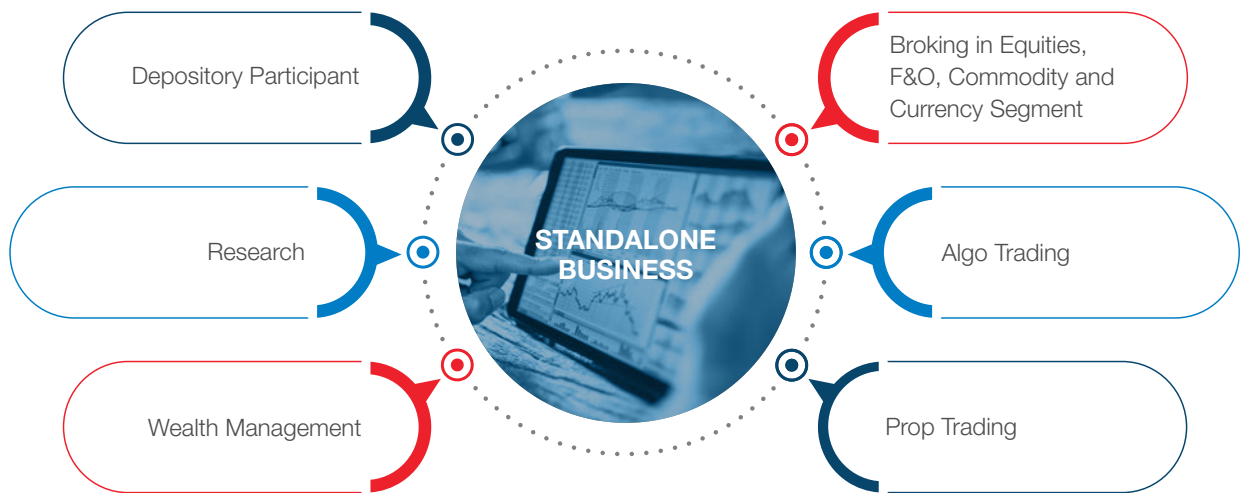 Depository Participant
Research
Wealth Management
STANDALONE
BUSINESS
Broking in Equities,
F&O, Commodity and
Currency Segment
Algo Trading
Prop Trading